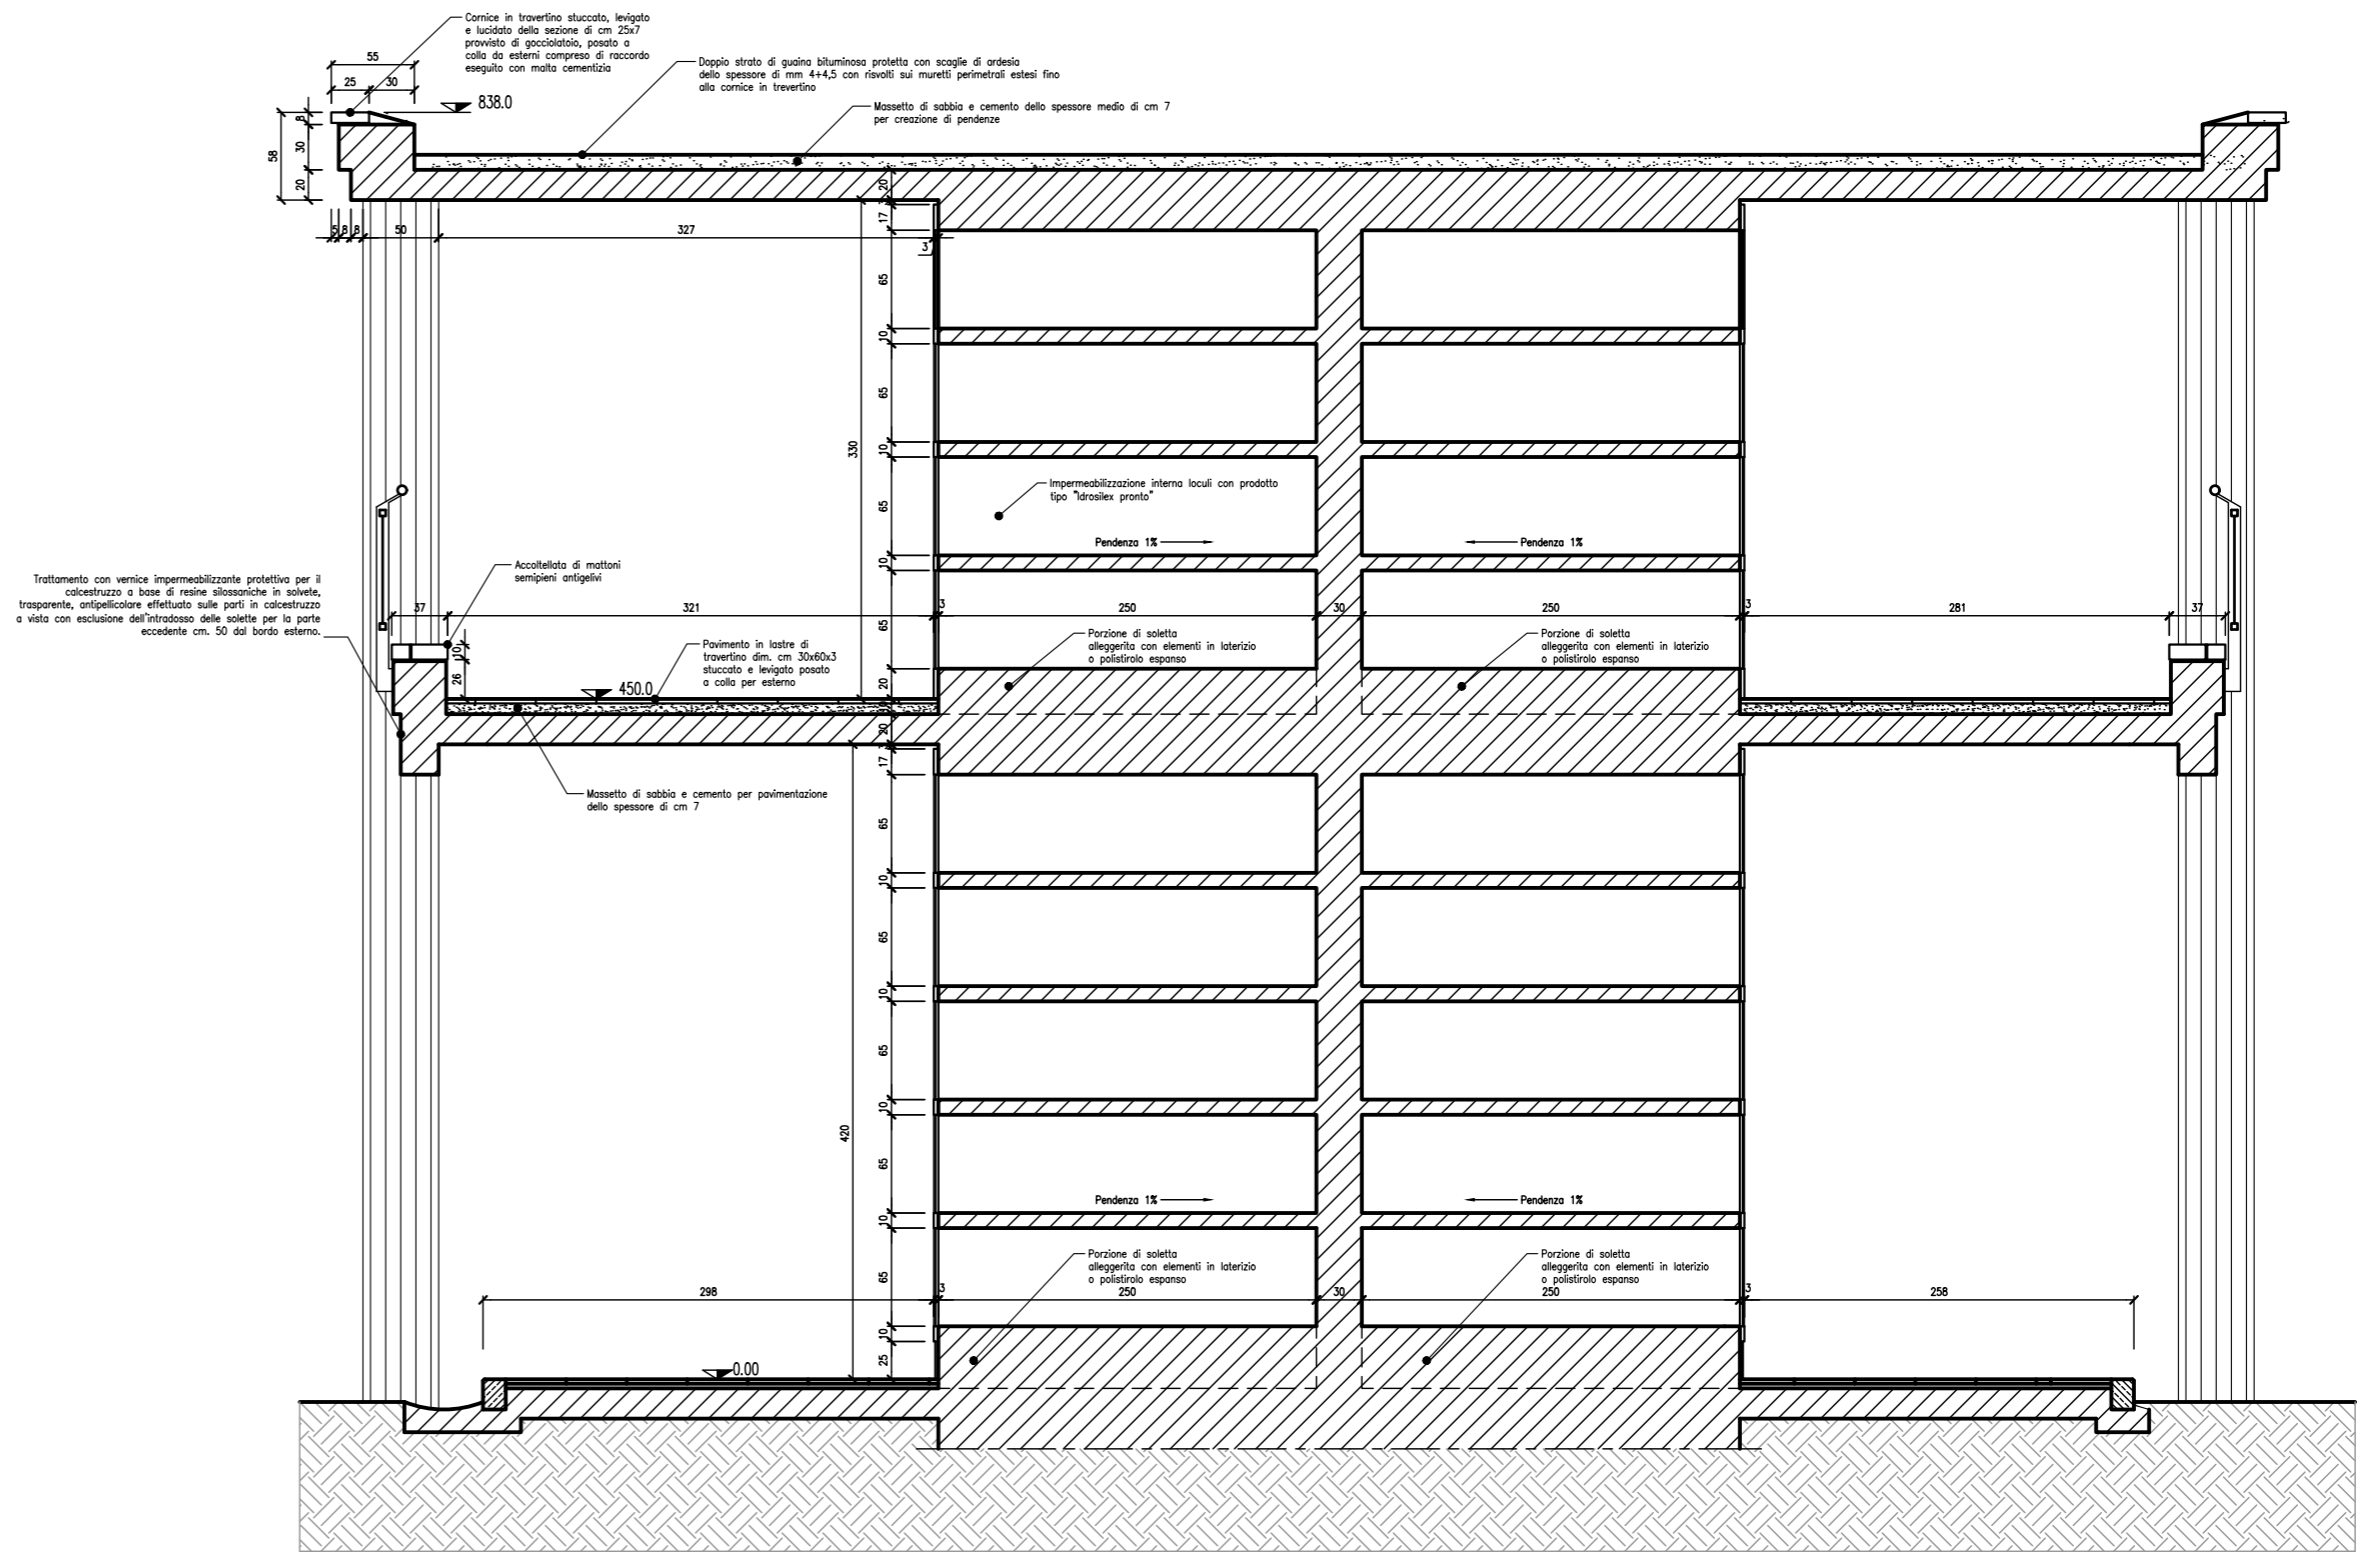 Cornice in travertino stuccato, levigato
e lucidato della sezione di cm 25x7
provvisto di gocciolatoio, posato a
colla da esterni compreso di raccordo
eseguito con malta cementizia
55
25 30
838.0
8
30
58
20
Doppio strato di guaina bituminosa protetta con scaglie di ardesia
dello spessore di mm 4+4,5 con risvolti sui muretti perimetrali estesi fino
alla cornice in trevertino
Massetto di sabbia e cemento dello spessore medio di cm 7
per creazione di pendenze
20
17
5 8 8 50 327
3
65
10
65
10
330
65
Impermeabilizzazione interna loculi con prodotto
tipo "Idrosilex pronto"
Pendenza 1% Pendenza 1%
10
Accoltellata di mattoni
semipieni antigelivi
Trattamento con vernice impermeabilizzante protettiva per il
calcestruzzo a base di resine silossaniche in solvete,
trasparente, antipellicolare effettuato sulle parti in calcestruzzo
a vista con esclusione dell'intradosso delle solette per la parte
eccedente cm. 50 dal bordo esterno.
37 321 3 250 30 250 3 281 37
65
10
26
Pavimento in lastre di
travertino dim. cm 30x60x3
stuccato e levigato posato
a colla per esterno
Porzione di soletta
alleggerita con elementi in laterizio
o polistirolo espanso
Porzione di soletta
alleggerita con elementi in laterizio
o polistirolo espanso
450.0
20
20
17
Massetto di sabbia e cemento per pavimentazione
dello spessore di cm 7
65
10
65
10
65
10
420
65
Pendenza 1% Pendenza 1%
10
Porzione di soletta
alleggerita con elementi in laterizio
o polistirolo espanso
Porzione di soletta
alleggerita con elementi in laterizio
o polistirolo espanso
65
298 3 250 30 250 3 258
10
25
0.00